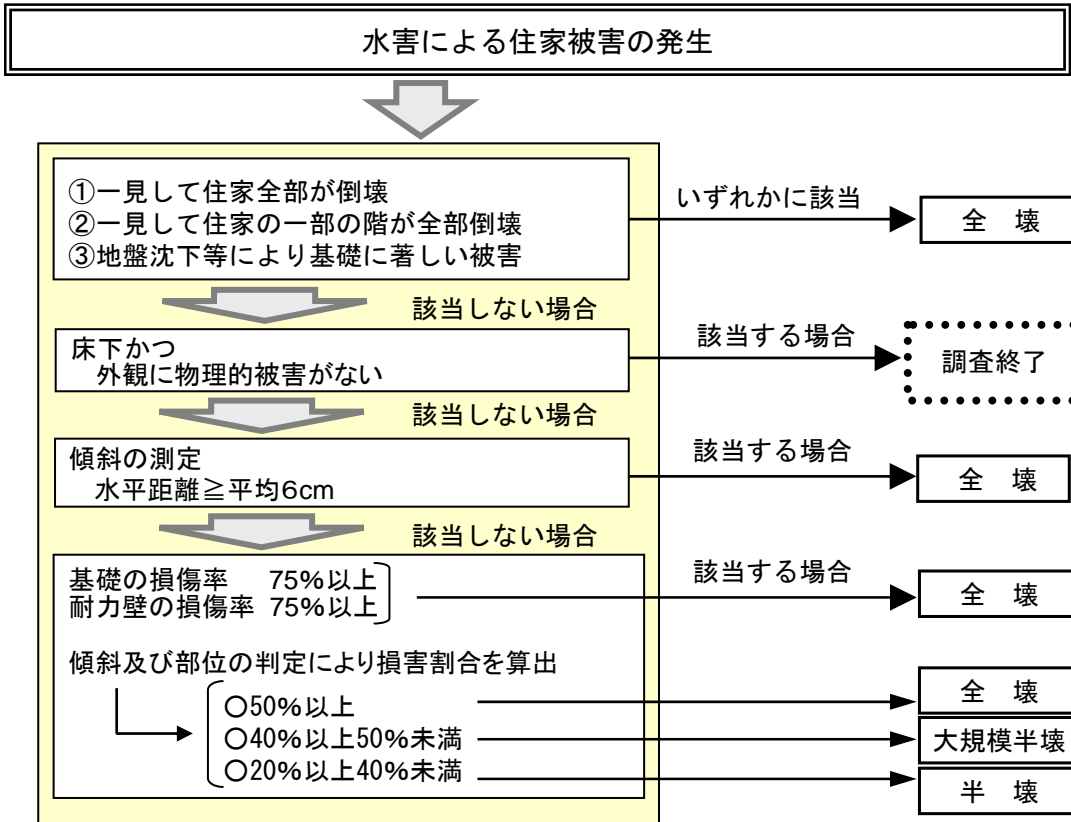 水害による住家被害の発生
①一見して住家全部が倒壊
②一見して住家の一部の階が全部倒壊
③地盤沈下等により基礎に著しい被害
いずれかに該当
全　壊
該当しない場合
床下かつ
外観に物理的被害がない
該当する場合
調査終了
該当しない場合
傾斜の測定
水平距離≧平均6cm
該当する場合
全　壊
該当しない場合
基礎の損傷率　75%以上
耐力壁の損傷率 75%以上
該当する場合
全　壊
傾斜及び部位の判定により損害割合を算出
〇50%以上
全　壊
〇40%以上50%未満
大規模半壊
〇20%以上40%未満
半　壊